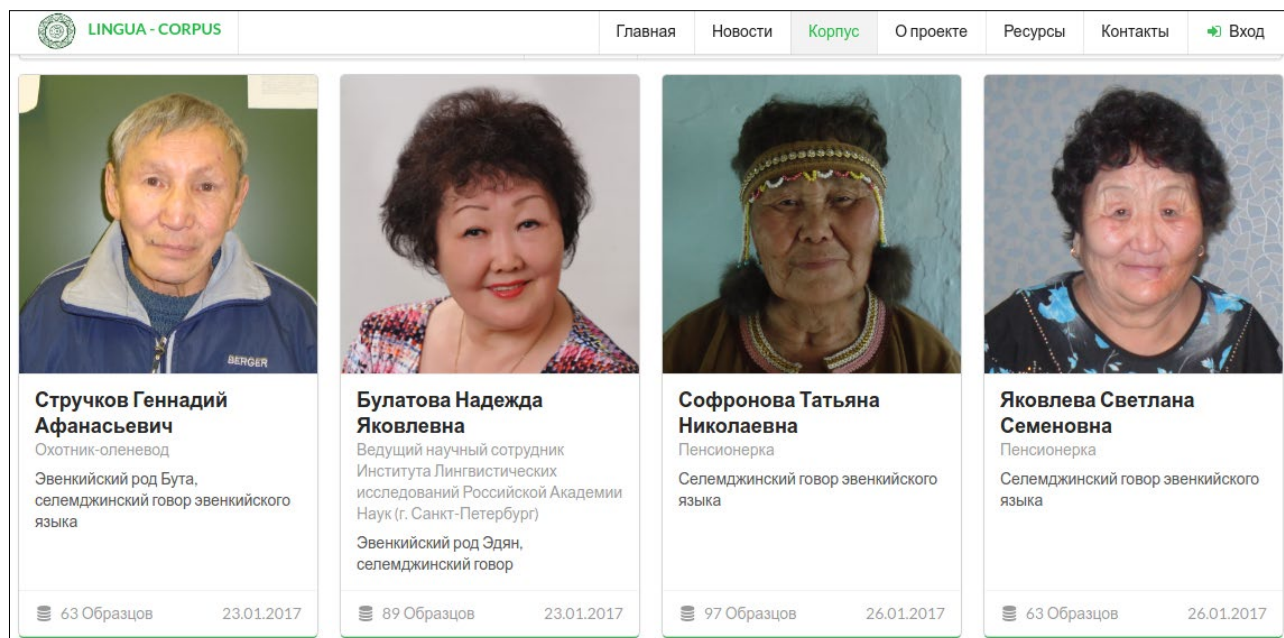 LINGUA - CORPUS
Главная
Новости
Корпус
О проекте
Ресурсы
Контакты
Вход
BERGER
Стручков Геннадий
Афанасьевич
Охотник-оленевод
Эвенкийский род Бута,
селемджинский говор эвенкийского
языка
63 Образцов
23.01.2017
Булатова Надежда
Яковлевна
Ведущий научный сотрудник
Института Лингвистических
исследований Российской Академии
Наук (г. Санкт-Петербург)
Эвенкийский род Эдян,
селемджинский говор
89 Образцов
23.01.2017
Софронова Татьяна
Николаевна
Пенсионерка
Селемджинский говор эвенкийского
языка
97 Образцов
26.01.2017
Яковлева Светлана
Семеновна
Пенсионерка
Селемджинский говор эвенкийского
языка
63 Образцов
26.01.2017